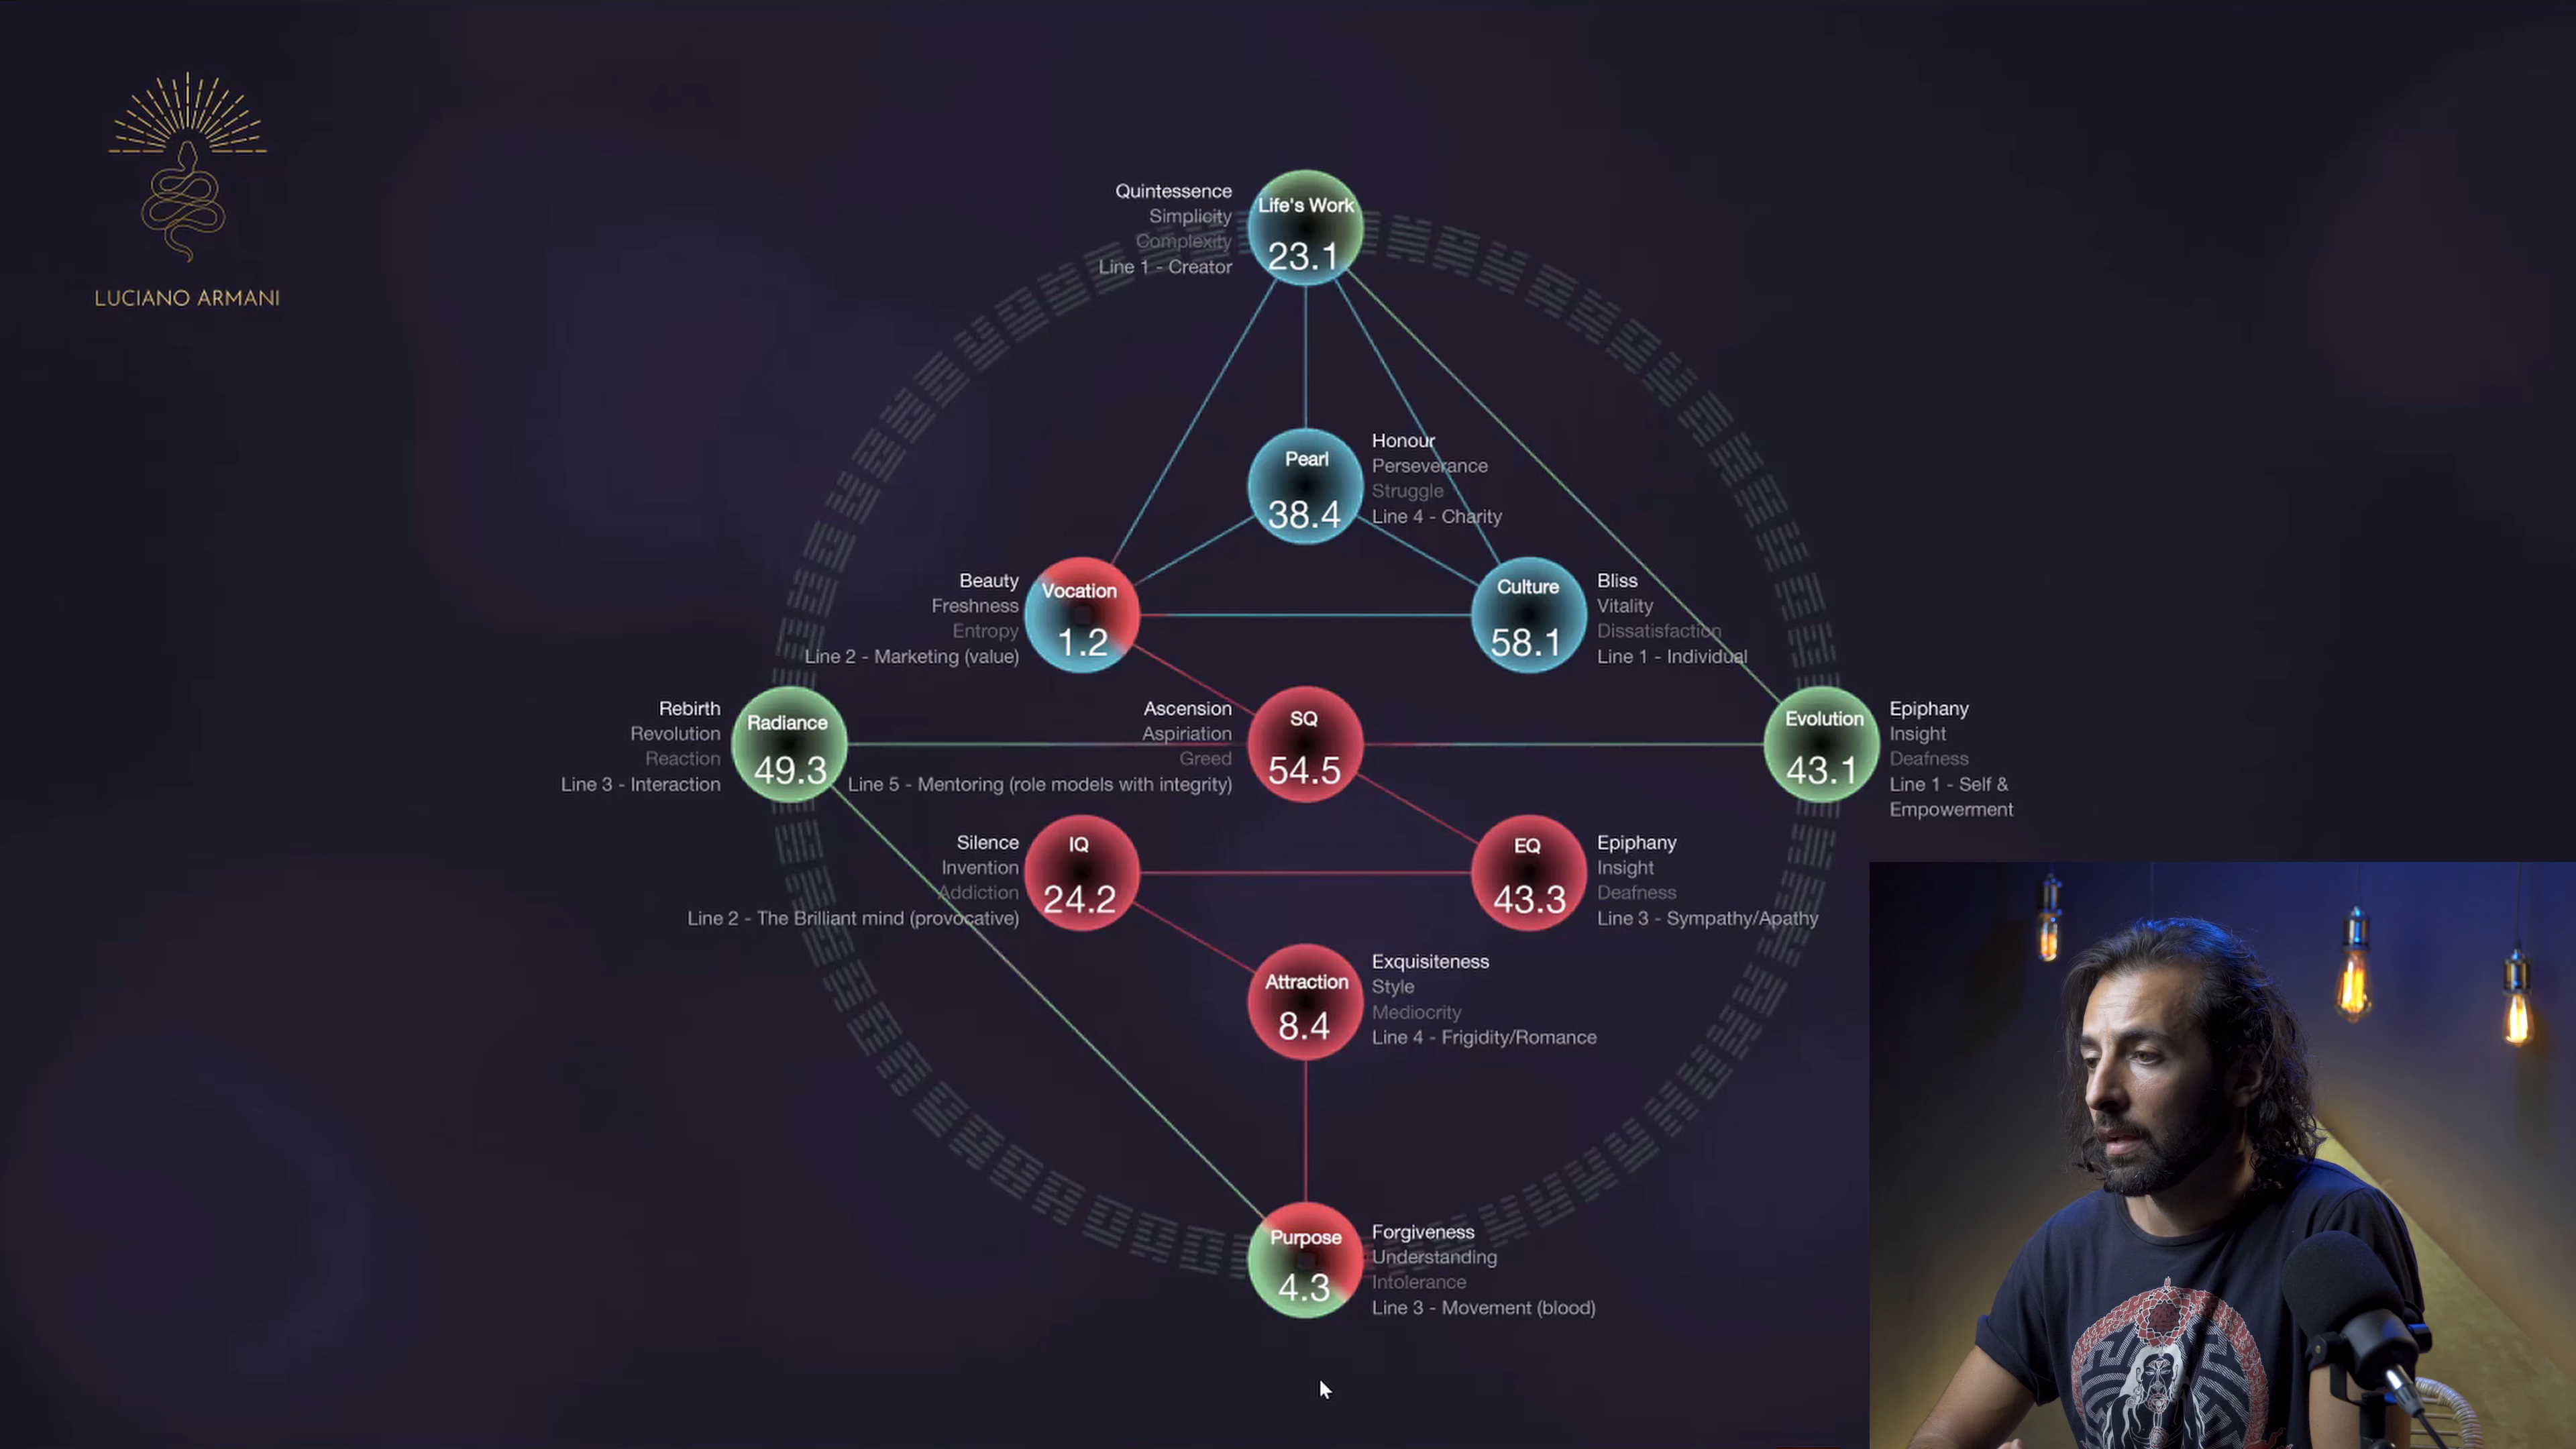 LUCIANO ARMANI
Quintessence
Simplicity
Complexity
Line 1 - Creator
Life's Work
23.1
Pearl
38.4
Honour
Perseverance
Struggle
Line 4 - Charity
Beauty
Freshness
Entropy
Line 2 - Marketing (value)
Vocation
1.2
Culture
58.1
Bliss
Vitality
Dissatisfaction
Line 1 - Individual
Rebirth
Revolution
Reaction
Line 3 - Interaction
Radiance
49.3
Ascension
Aspiriation
Greed
Line 5 - Mentoring (role models with integrity)
SQ
54.5
Evolution
43.1
Epiphany
Insight
Deafness
Line 1 - Self &
Empowerment
Silence
Invention
Addiction
Line 2 - The Brilliant mind (provocative)
IQ
24.2
EQ
43.3
Epiphany
Insight
Deafness
Line 3 - Sympathy/Apathy
Attraction
8.4
Exquisiteness
Style
Mediocrity
Line 4 - Frigidity/Romance
Purpose
4.3
Forgiveness
Understanding
Intolerance
Line 3 - Movement (blood)